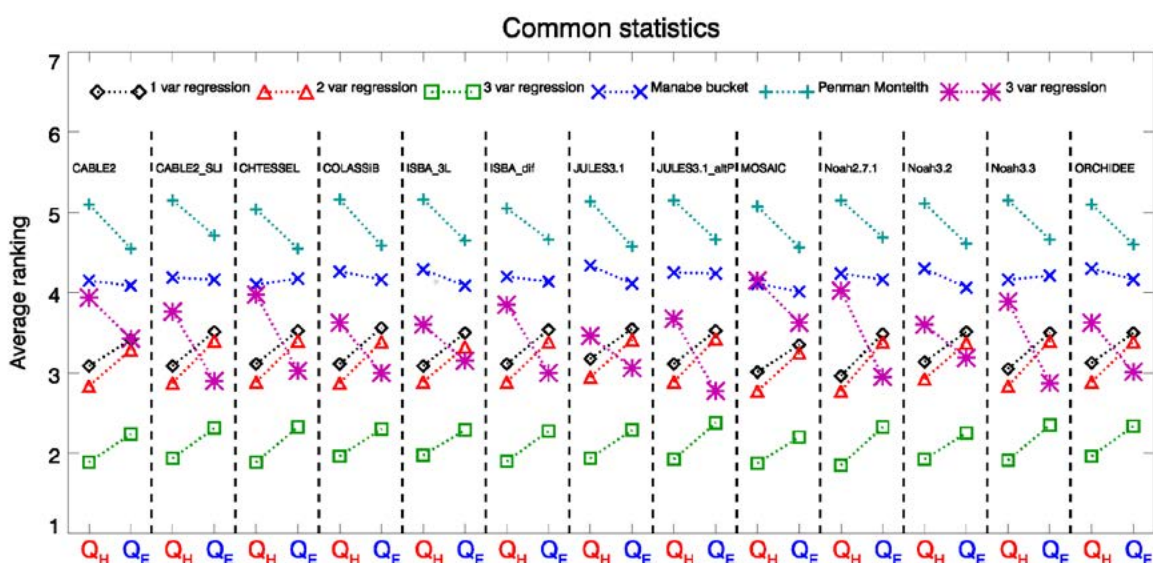 Common statistics
7
1 var regression 2 var regression 3 var regression Manabe bucket Penman Monteith 3 var regression
6
CABLE2 CABLE2_SLI CHTESSEL COLASSiB ISBA_3L ISBA_dif JULES3.1 JULES3.1_altP MOSAIC Noah2.7.1 Noah3.2 Noah3.3 ORCHIDEE
5
Average ranking
4
3
2
1
QH QE QH QE QH QE QH QE QH QE QH QE QH QE QH QE QH QE QH QE QH QE QH QE QH QE